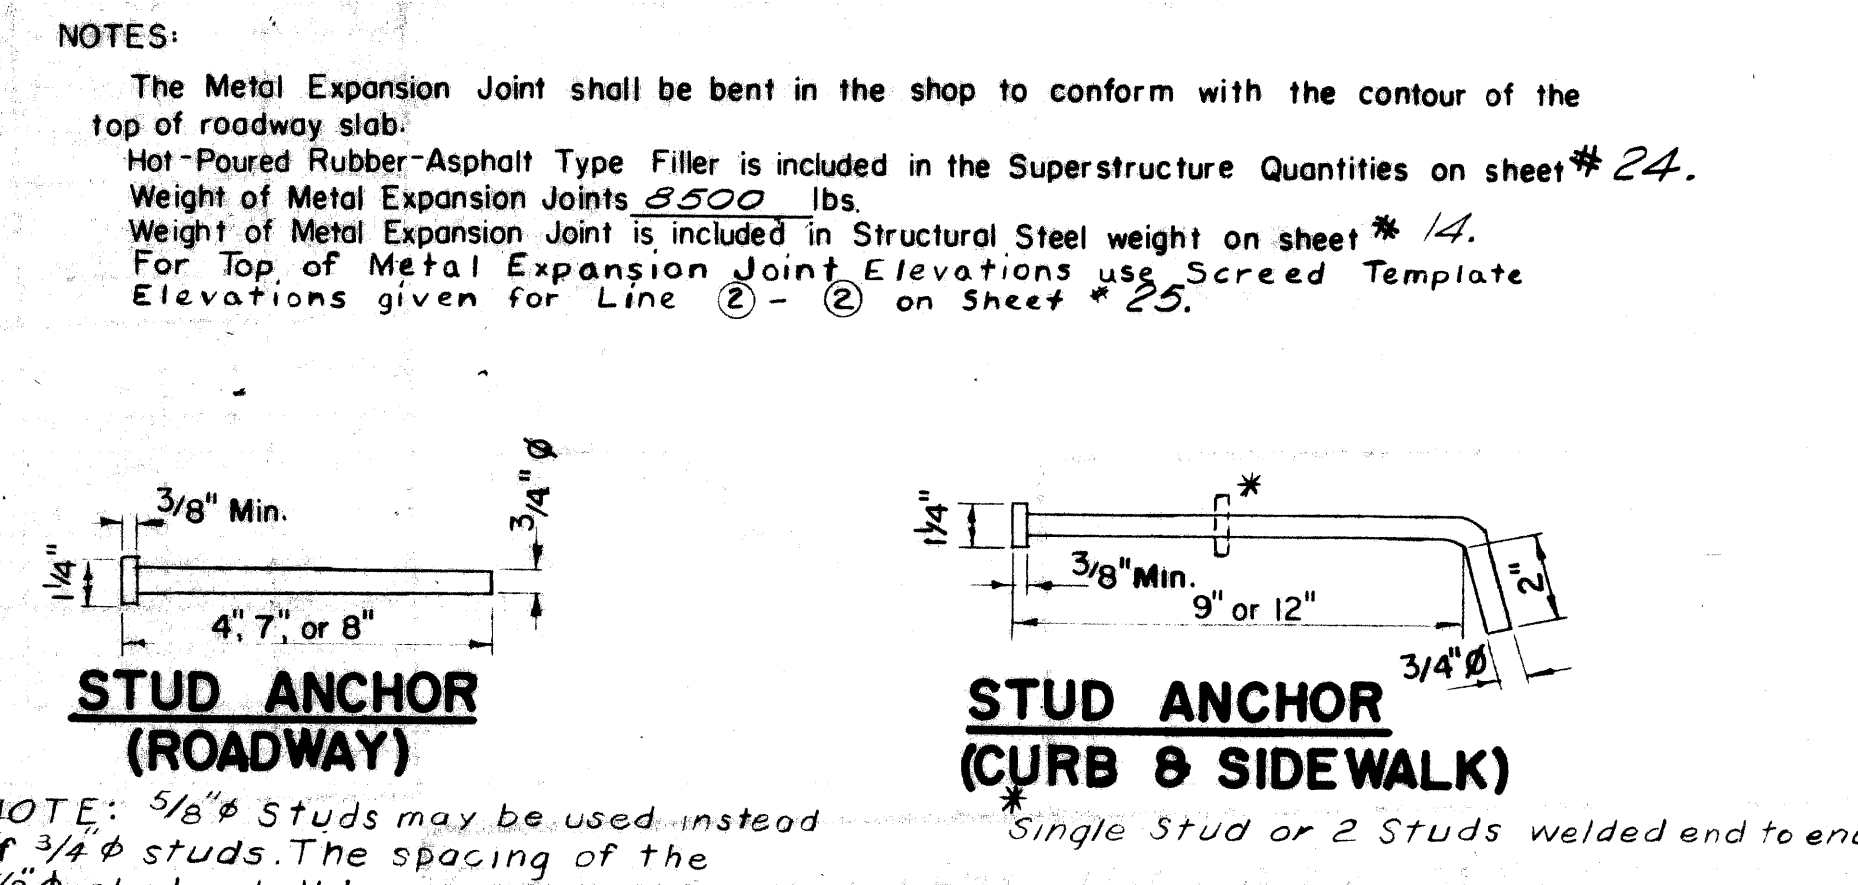 NOTES:
The Metal Expansion Joint shall be bent in the shop to conform with the contour of the
top of roadway slab.
Hot-Poured Rubber-Asphalt Type Filler is included in the Superstructure Quantities on sheet # 24.
Weight of Metal Expansion Joints 8500 lbs.
Weight of Metal Expansion Joint is included in Structural Steel weight on sheet # 14.
For Top of Metal Expansion Joint Elevations use Screed Template
Elevations given for Line ② - ② on Sheet # 25.
3/8" Min.
3/4" Ø
1 1/4"
4", 7", or 8"
STUD ANCHOR
(ROADWAY)
*
1 1/4"
3/8" Min.
9" or 12"
2"
3/4" Ø
STUD ANCHOR
(CURB & SIDEWALK)
NOTE: 5/8" Ø Studs may be used instead
3/4" Ø studs. The spacing of the
* Single Stud or 2 Studs welded end to end